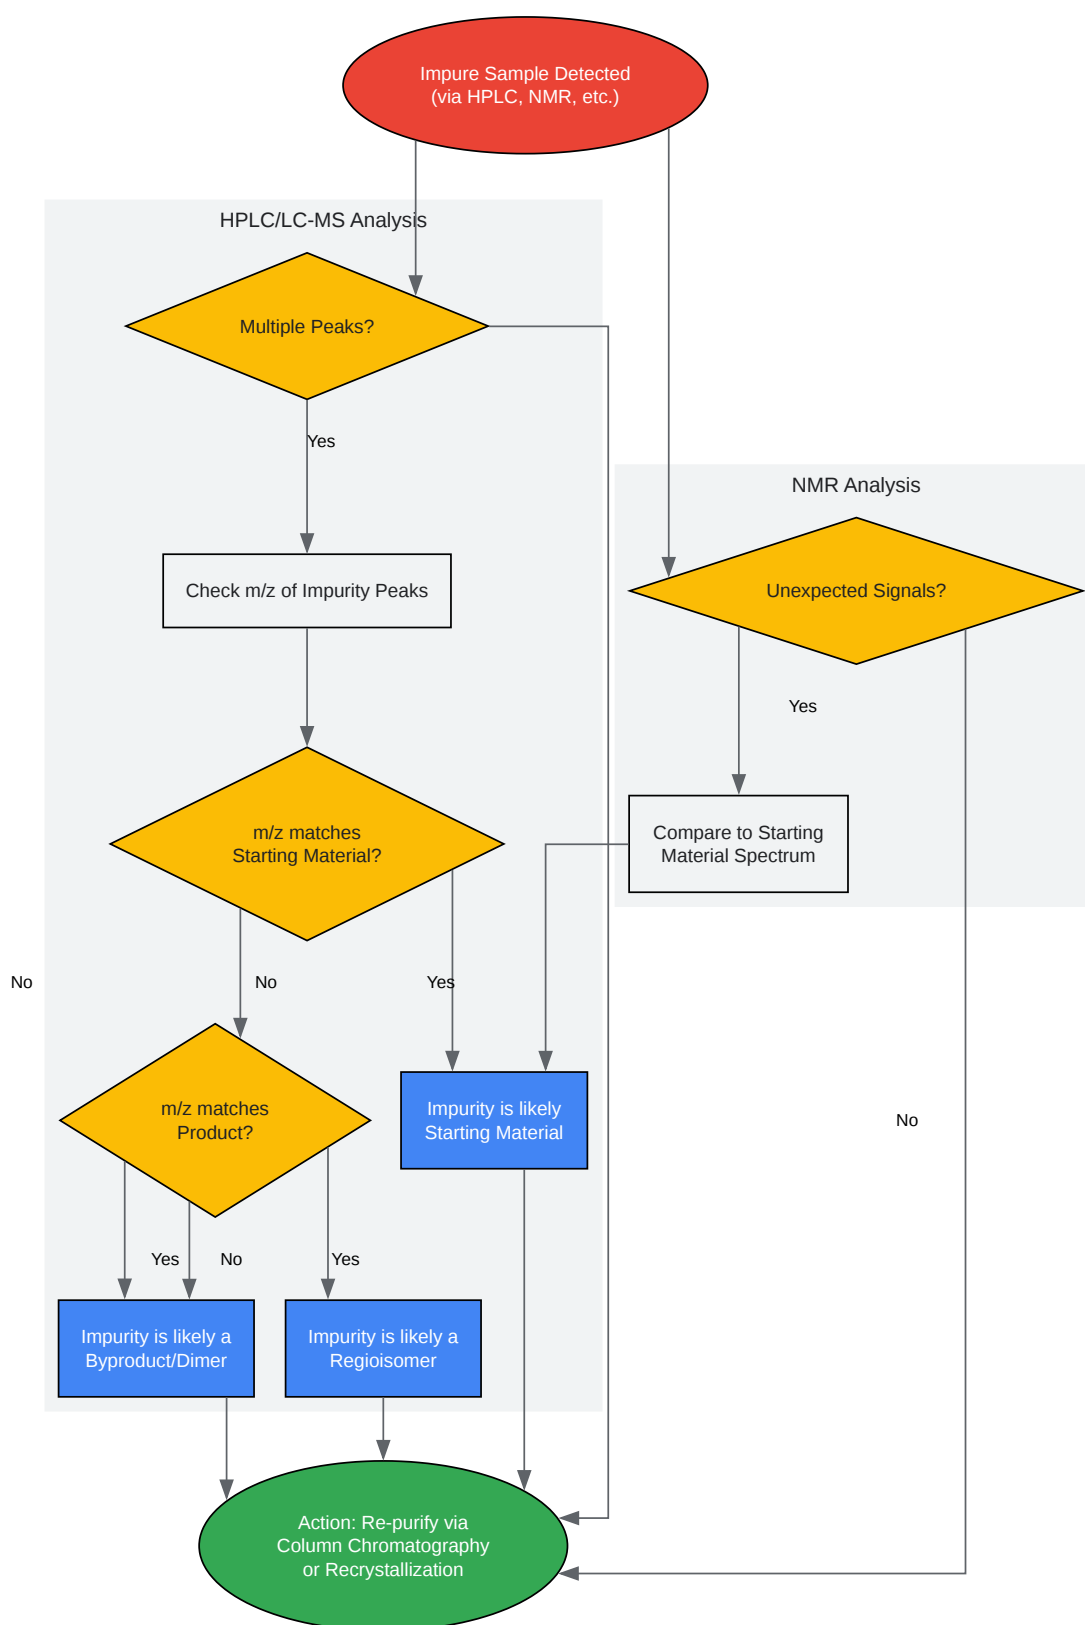 Impure Sample Detected
(via HPLC, NMR, etc.)
HPLC/LC-MS Analysis
Multiple Peaks?
Yes
NMR Analysis
Check m/z of Impurity Peaks
Unexpected Signals?
Yes
m/z matches
Starting Material?
Compare to Starting
Material Spectrum
No
No
Yes
m/z matches
Product?
Impurity is likely
Starting Material
No
Yes
No
Yes
Impurity is likely a
Byproduct/Dimer
Impurity is likely a
Regioisomer
Action: Re-purify via
Column Chromatography
or Recrystallization